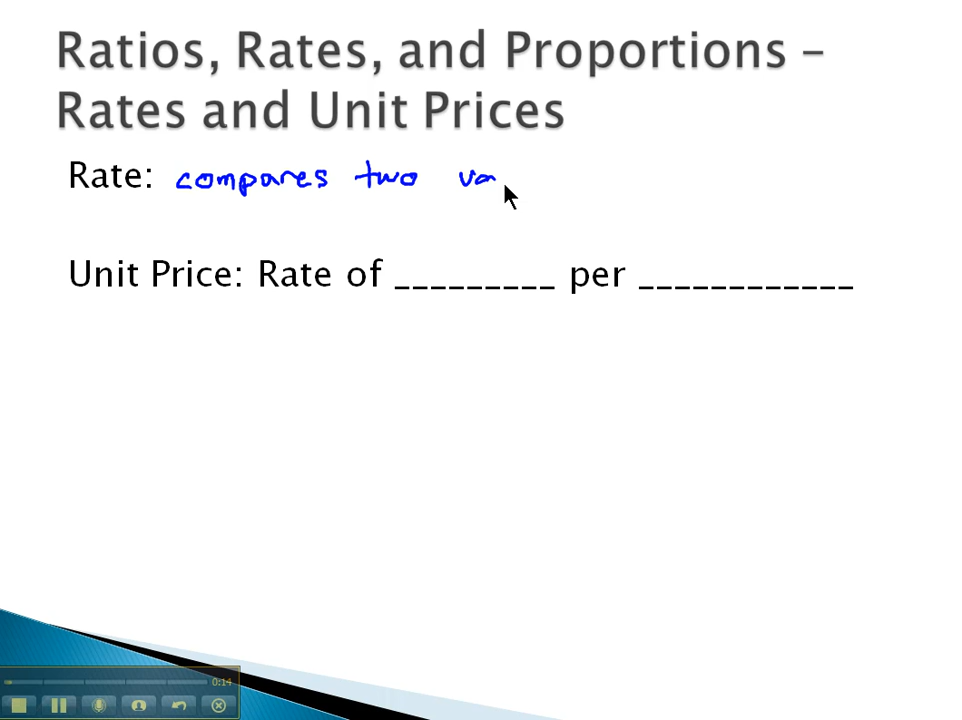 Ratios, Rates, and Proportions –
Rates and Unit Prices
Rate: compares two va
Unit Price: Rate of _________ per ____________
0:14